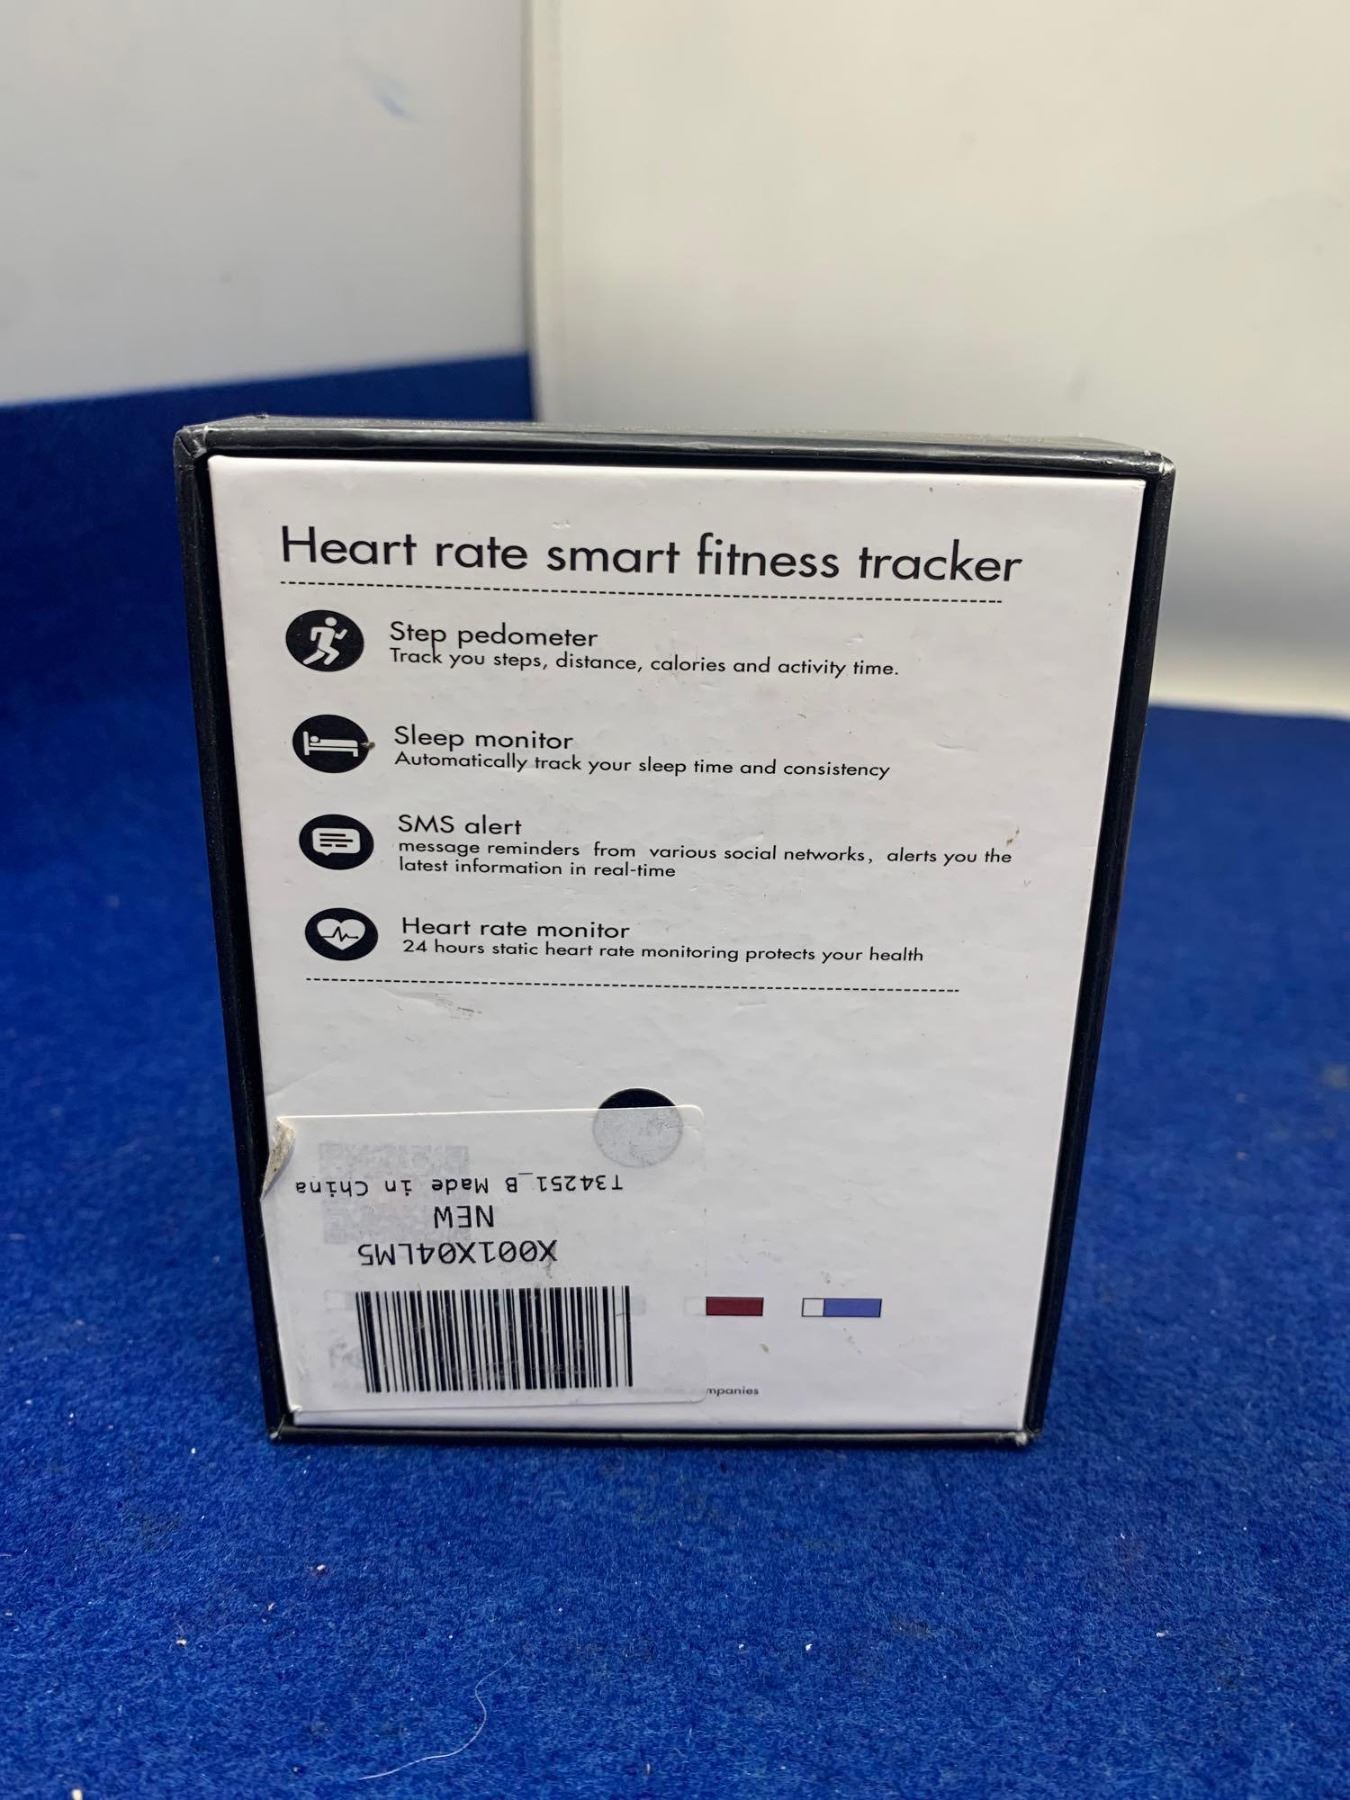 Heart rate smart fitness tracker
Step pedometer
Track you steps, distance, calories and activity time.
Sleep monitor
Automatically track your sleep time and consistency
SMS alert
message reminders from various social networks, alerts you the
latest information in real-time
Heart rate monitor
24 hours static heart rate monitoring protects your health
mpanies
X001X04LM5
NEW
T34251_B Made in China